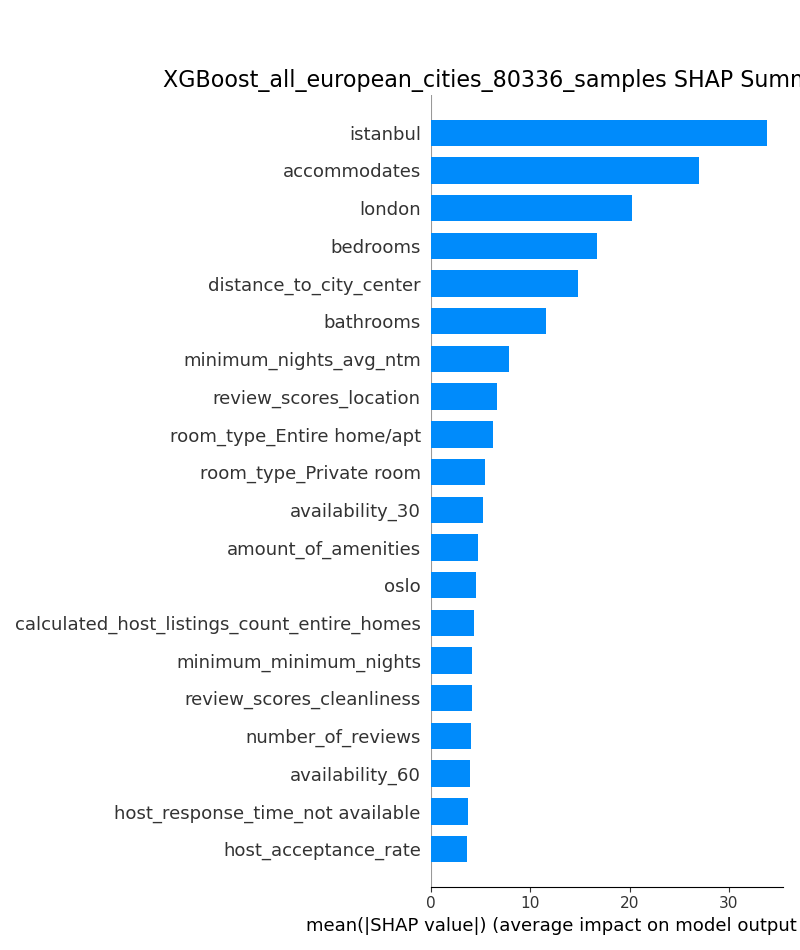 XGBoost_all_european_cities_80336_samples SHAP
istanbul
accommodates
london
bedrooms
distance_to_city_center
bathrooms
minimum_nights_avg_ntm
review_scores_location
room_type_Entire home/apt
room_type_Private room
availability_30
amount_of_amenities
oslo
calculated_host_listings_count_entire_homes
minimum_minimum_nights
review_scores_cleanliness
number_of_reviews
availability_60
host_response_time_not available
host_acceptance_rate
0 10 20 30
mean(|SHAP value|) (average impact on model output